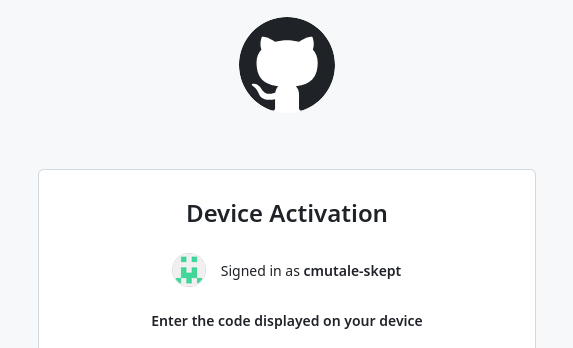 Device Activation
Signed in as cmutale-skept
Enter the code displayed on your device